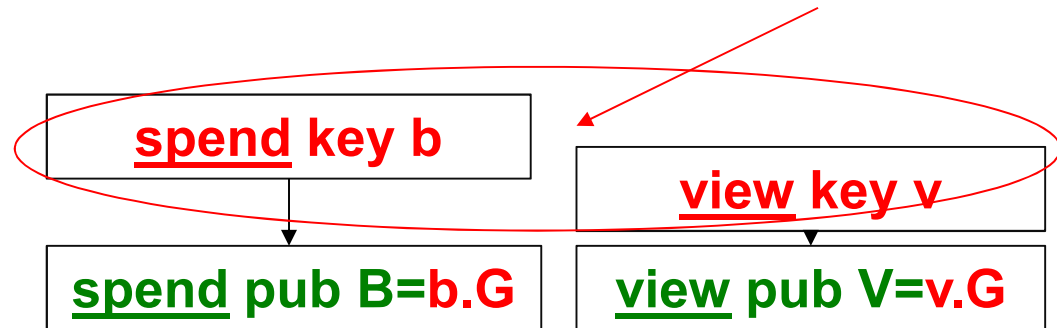 spend key b
view key v
spend pub B=b.G
view pub V=v.G